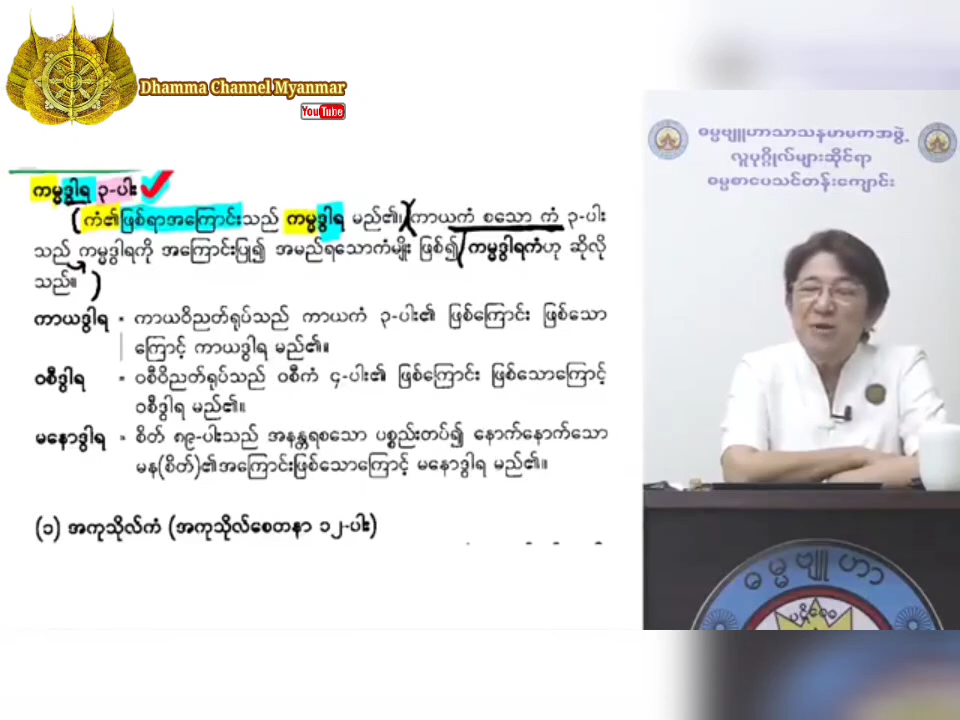 Dhamma Channel Myanmar
YouTube
ကမ္မဒွါရ ၃-ပါး
ကံ၏ဖြစ်ရာအကြောင်းသည် ကမ္မဒွါရ မည်၏၊ ကာယကံ စသော ကံ ၃-ပါး
သည် ကမ္မဒွါရကို အကြောင်းပြု၍ အမည်ရသောကံမျိုး ဖြစ်၍ ကမ္မဒွါရကံဟု ဆိုလို
သည်။
ကာယဒွါရ - ကာယဝိညတ်ရုပ်သည် ကာယကံ ၃-ပါး၏ ဖြစ်ကြောင်း ဖြစ်သော
ကြောင့် ကာယဒွါရ မည်၏။
ဝစီဒွါရ - ဝစီဝိညတ်ရုပ်သည် ဝစီကံ ၄-ပါး၏ ဖြစ်ကြောင်း ဖြစ်သောကြောင့်
ဝစီဒွါရ မည်၏။
မနောဒွါရ - စိတ် ၈၉-ပါးသည် အနန္တရစသော ပစ္စည်းတပ်၍ နောက်နောက်သော
မန(စိတ်)၏အကြောင်းဖြစ်သောကြောင့် မနောဒွါရ မည်၏။
(၁) အကုသိုလ်ကံ (အကုသိုလ်စေတနာ ၁၂-ပါး)
ဓမ္မဗျူဟာသာသနာ့မာမကအဖွဲ့
လူပုဂ္ဂိုလ်များဆိုင်ရာ
ဓမ္မစာပေသင်တန်းကျောင်း
ဓမ္မဗျူဟာ